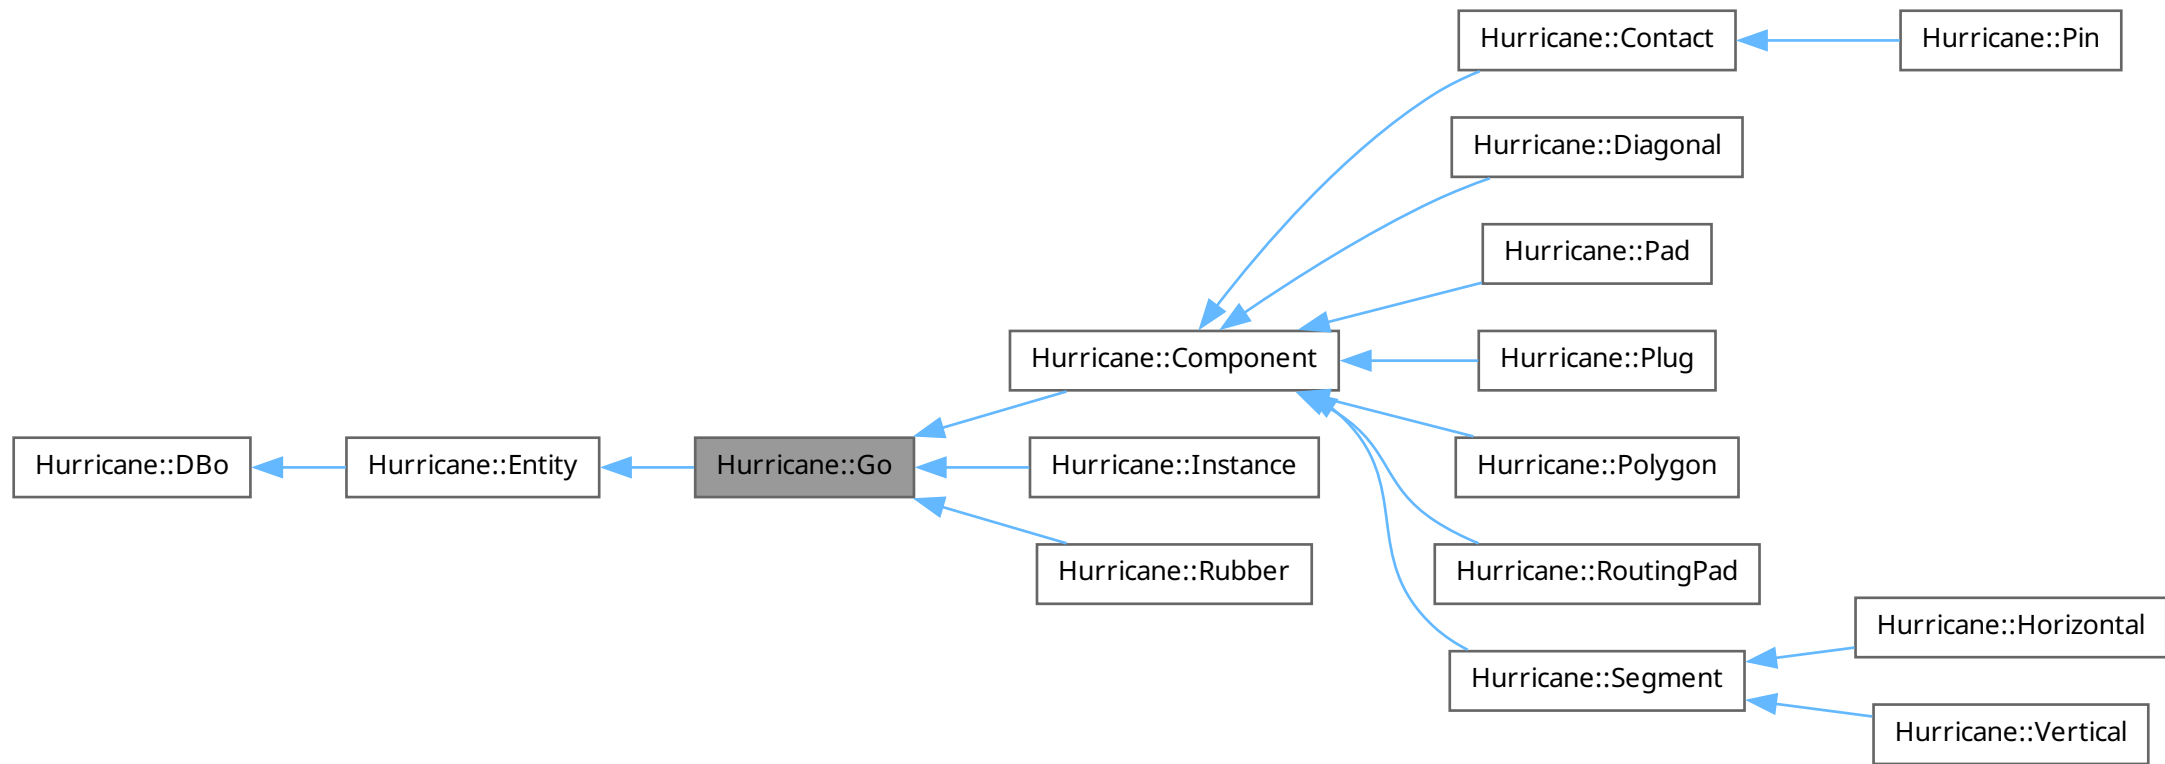 Hurricane::Contact
Hurricane::Pin
Hurricane::Diagonal
Hurricane::Pad
Hurricane::Component
Hurricane::Plug
Hurricane::DBo
Hurricane::Entity
Hurricane::Go
Hurricane::Instance
Hurricane::Polygon
Hurricane::Rubber
Hurricane::RoutingPad
Hurricane::Horizontal
Hurricane::Segment
Hurricane::Vertical